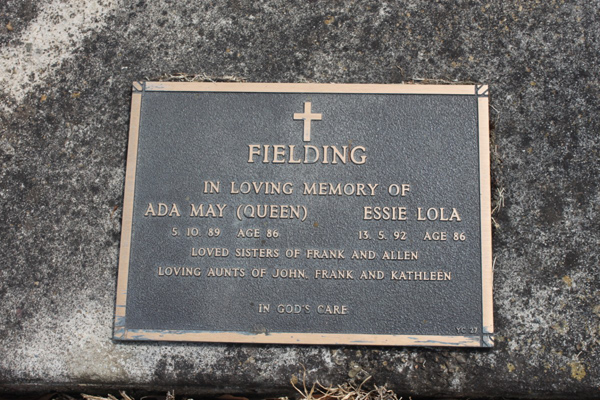 FIELDING
IN LOVING MEMORY OF
ADA MAY (QUEEN) ESSIE LOLA
5. 10. 89 AGE 86 13. 5. 92 AGE 86
LOVED SISTERS OF FRANK AND ALLEN
LOVING AUNTS OF JOHN, FRANK AND KATHLEEN
IN GOD'S CARE